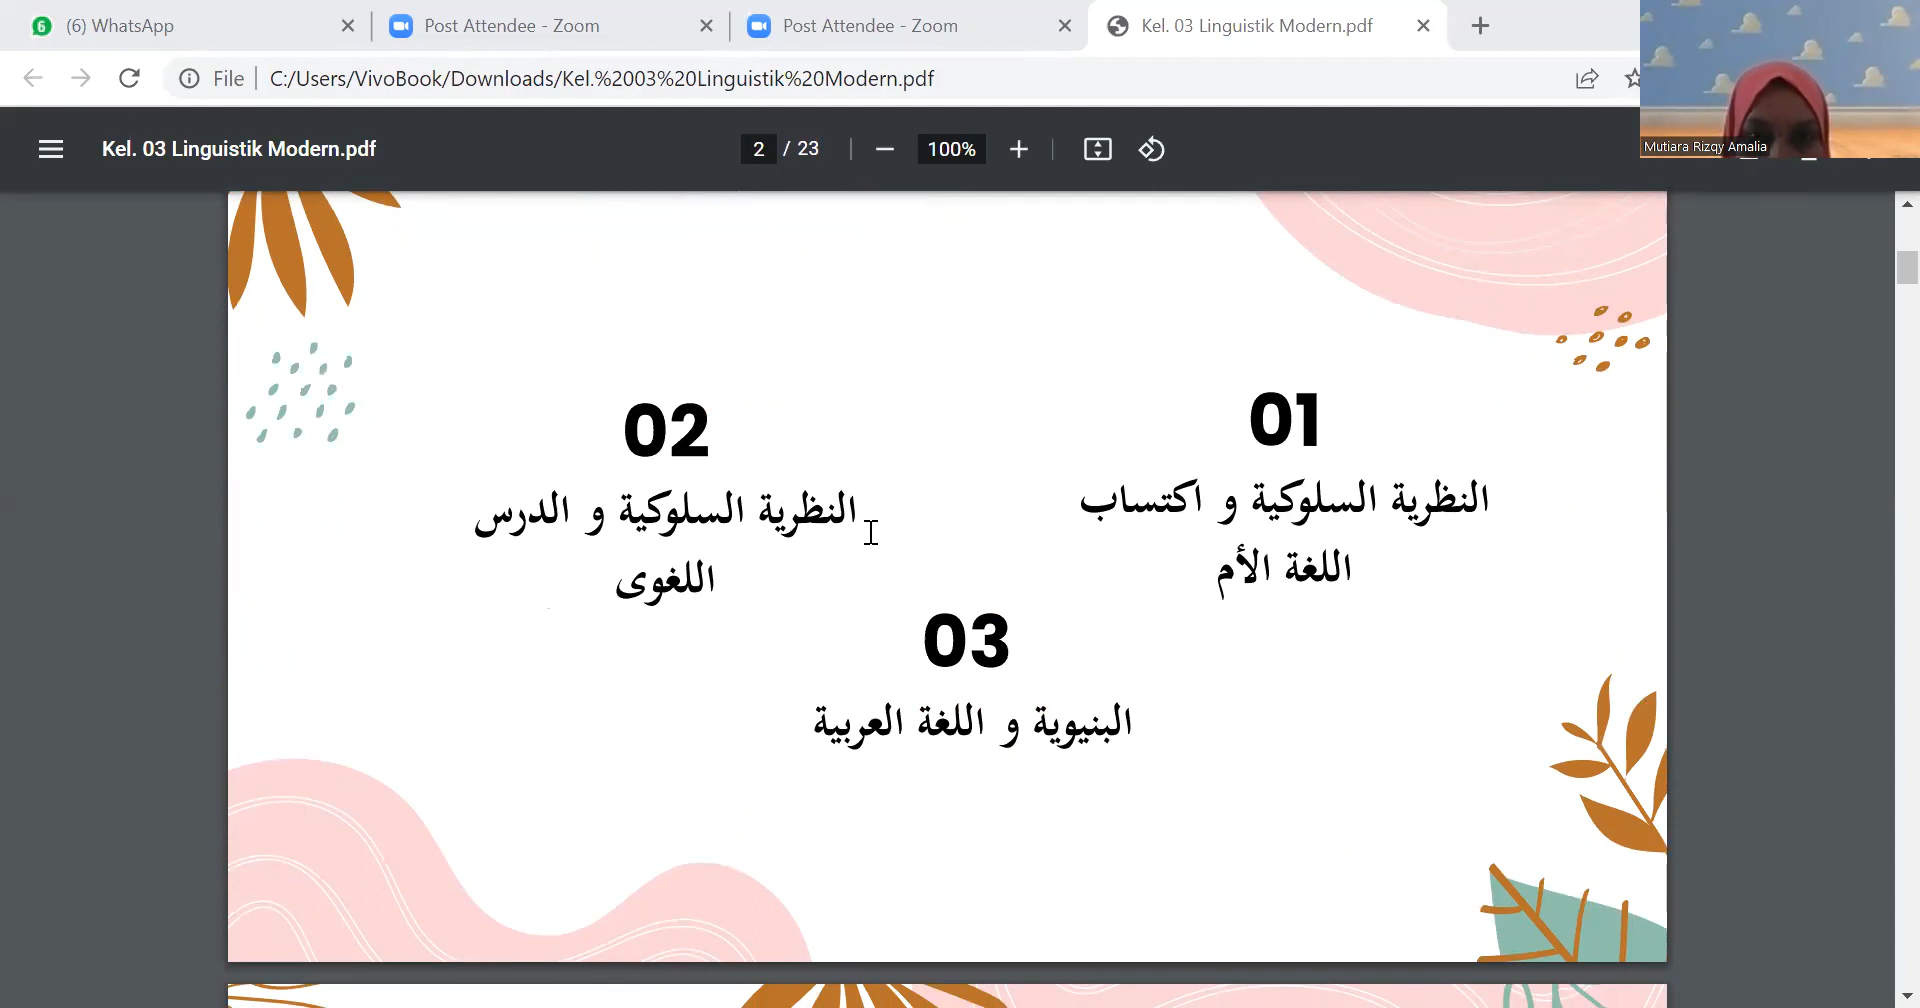 (6) WhatsApp
Post Attendee - Zoom
Post Attendee - Zoom
Kel. 03 Linguistik Modern.pdf
File
C:/Users/VivoBook/Downloads/Kel.%2003%20Linguistik%20Modern.pdf
Kel. 03 Linguistik Modern.pdf
2 / 23
100%
Mutiara Rizqy Amalia
01
النظرية السلوكية و اكتساب
اللغة الأم
02
النظرية السلوكية و الدرس
اللغوى
03
البنيوية و اللغة العربية